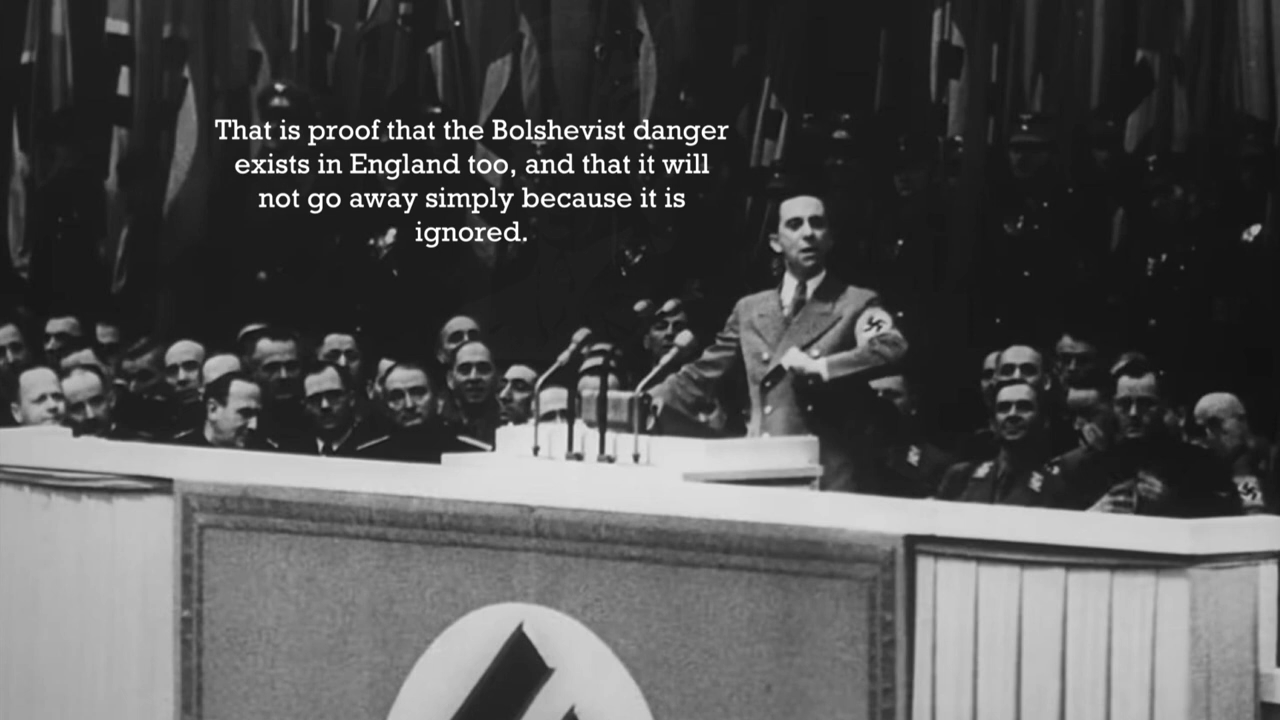 That is proof that the Bolshevist danger
exists in England too, and that it will
not go away simply because it is
ignored.